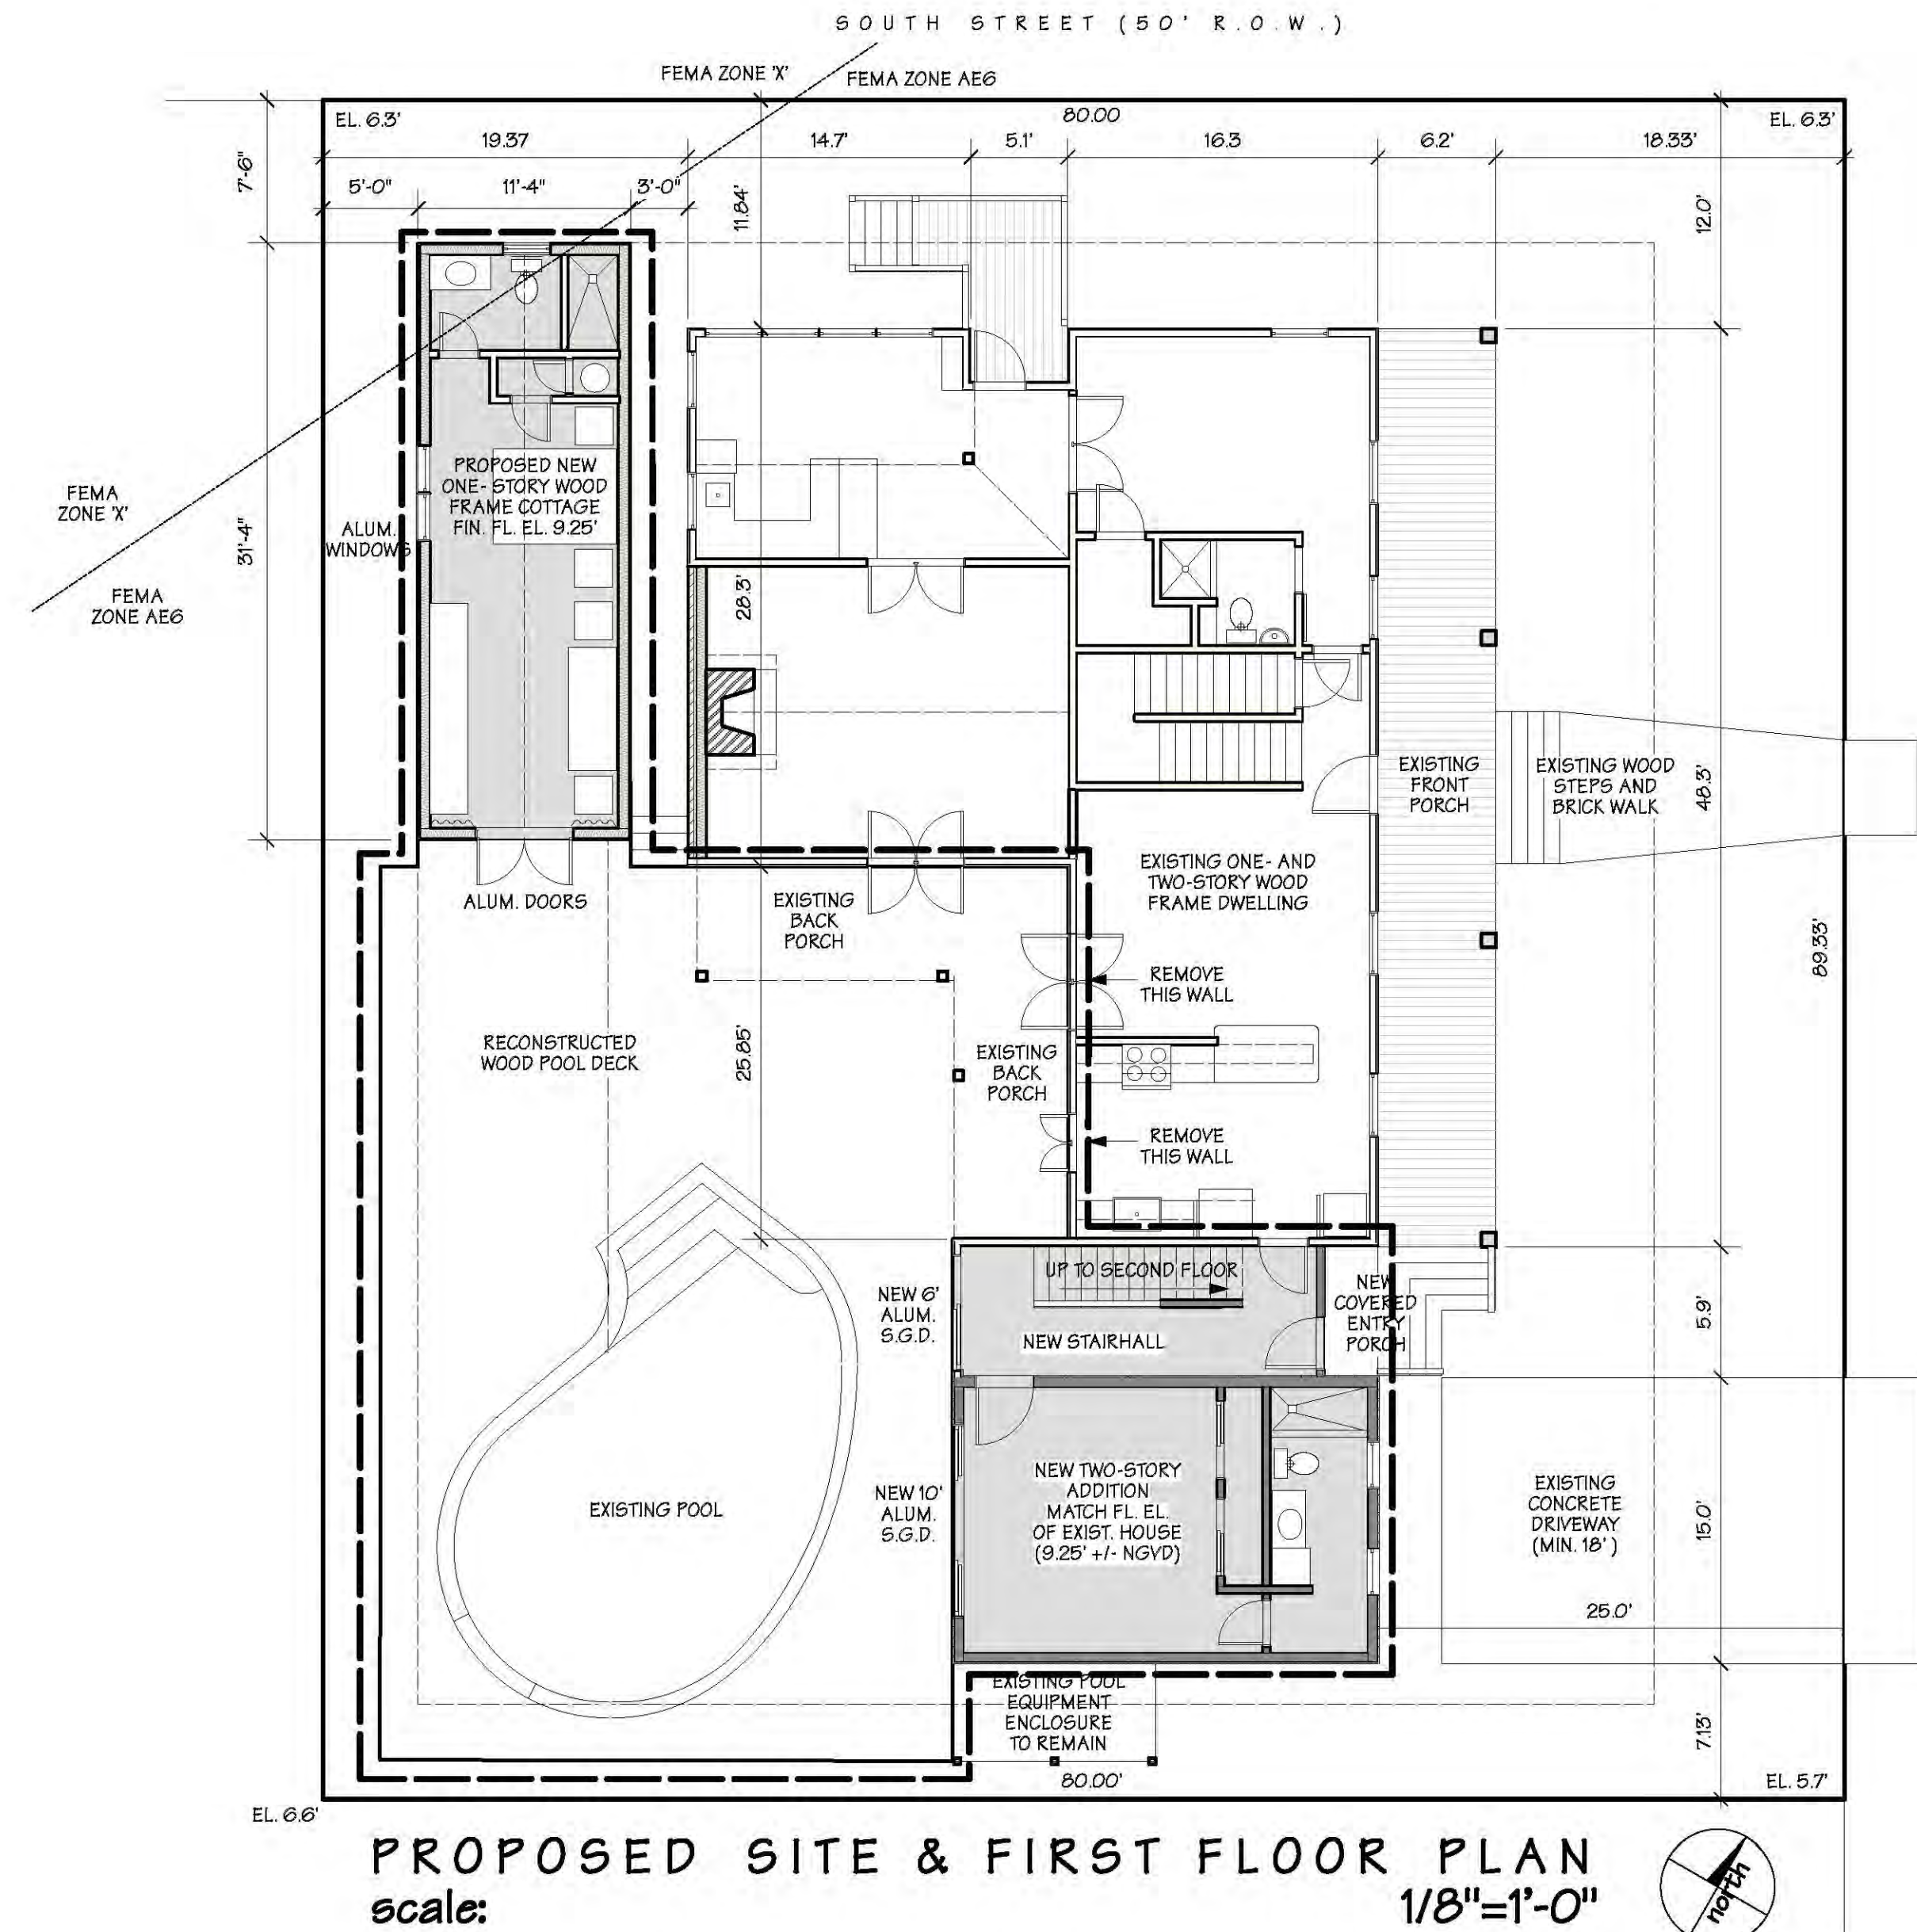 SOUTH STREET (50' R.O.W.)
FEMA ZONE 'X'
FEMA ZONE AE6
EL. 6.3'
80.00
EL. 6.3'
19.37
14.7'
5.1'
16.3
6.2'
18.33'
7'-6"
5'-0"
11'-4"
3'-0"
11.84'
12.0'
PROPOSED NEW
ONE-STORY WOOD
FRAME COTTAGE
FIN. FL. EL. 9.25'
FEMA
ZONE 'X'
ALUM.
WINDOWS
31'-4"
FEMA
ZONE AE6
28.3'
EXISTING
FRONT
PORCH
EXISTING WOOD
STEPS AND
BRICK WALK
48.3'
ALUM. DOORS
EXISTING
BACK
PORCH
EXISTING ONE- AND
TWO-STORY WOOD
FRAME DWELLING
89.33'
REMOVE
THIS WALL
RECONSTRUCTED
WOOD POOL DECK
25.85'
EXISTING
BACK
PORCH
REMOVE
THIS WALL
UP TO SECOND FLOOR
NEW 6'
ALUM.
S.G.D.
NEW STAIRHALL
NEW
COVERED
ENTRY
PORCH
5.9'
EXISTING POOL
NEW 10'
ALUM.
S.G.D.
NEW TWO-STORY
ADDITION
MATCH FL. EL.
OF EXIST. HOUSE
(9.25' +/- NGVD)
EXISTING
CONCRETE
DRIVEWAY
(MIN. 18')
15.0'
25.0'
EXISTING POOL
EQUIPMENT
ENCLOSURE
TO REMAIN
7.13'
80.00'
EL. 5.7'
EL. 6.6'
PROPOSED SITE & FIRST FLOOR PLAN
scale:
1/8"=1'-0"
north